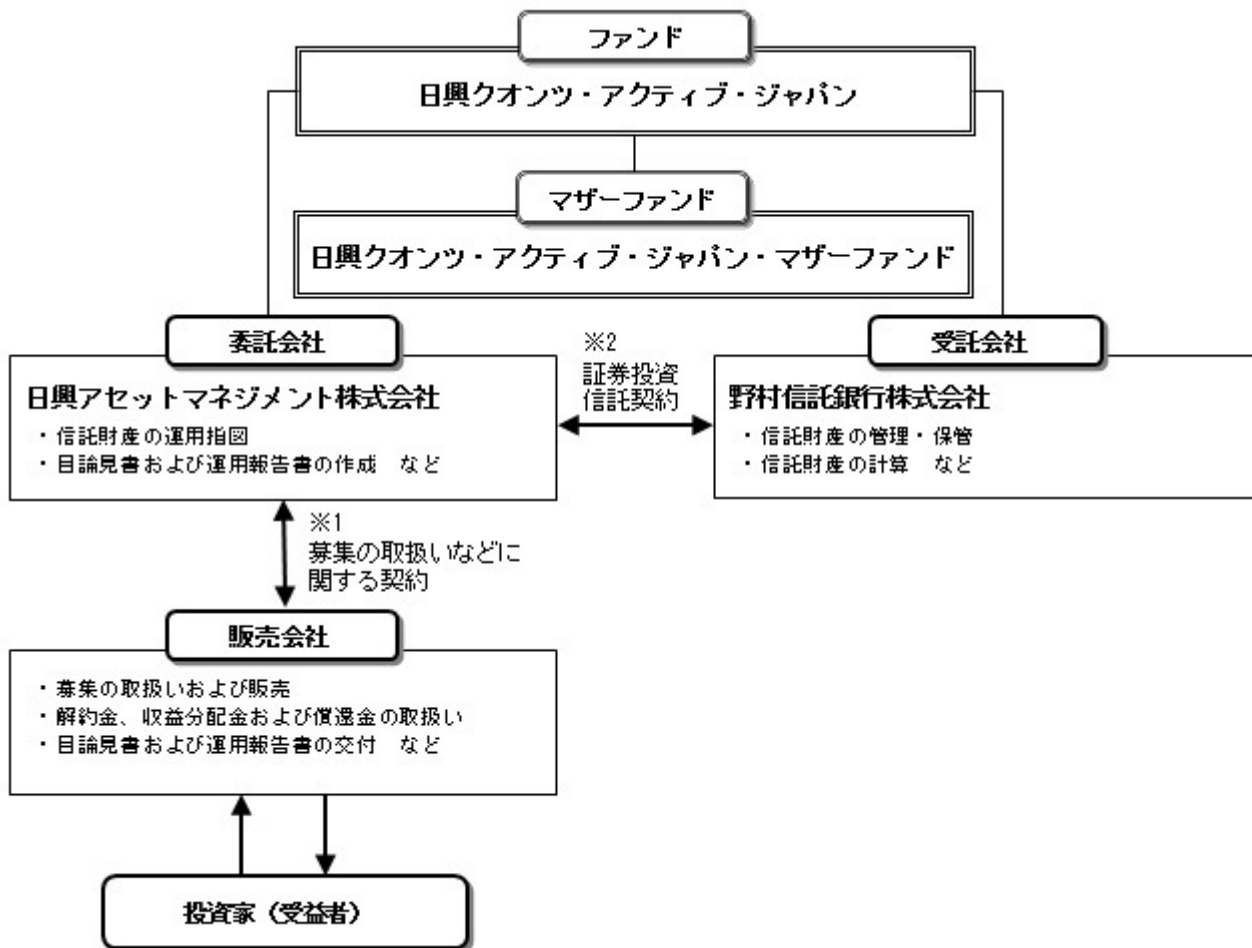 ファンド
日興クオンツ・アクティブ・ジャパン
マザーファンド
日興クオンツ・アクティブ・ジャパン・マザーファンド
委託会社
日興アセットマネジメント株式会社
・信託財産の運用指図
・目論見書および運用報告書の作成　など
※2
証券投資
信託契約
受託会社
野村信託銀行株式会社
・信託財産の管理・保管
・信託財産の計算　など
※1
募集の取扱いなどに
関する契約
販売会社
・募集の取扱いおよび販売
・解約金、収益分配金および償還金の取扱い
・目論見書および運用報告書の交付　など
投資家（受益者）